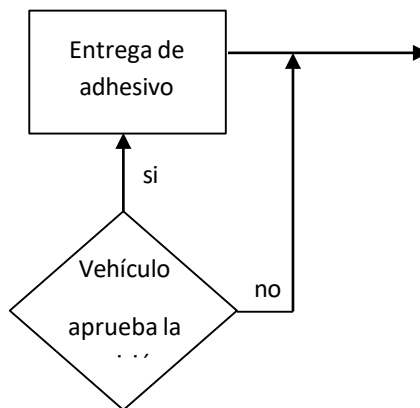 Entrega de
adhesivo
si
Vehículo
no
aprueba la